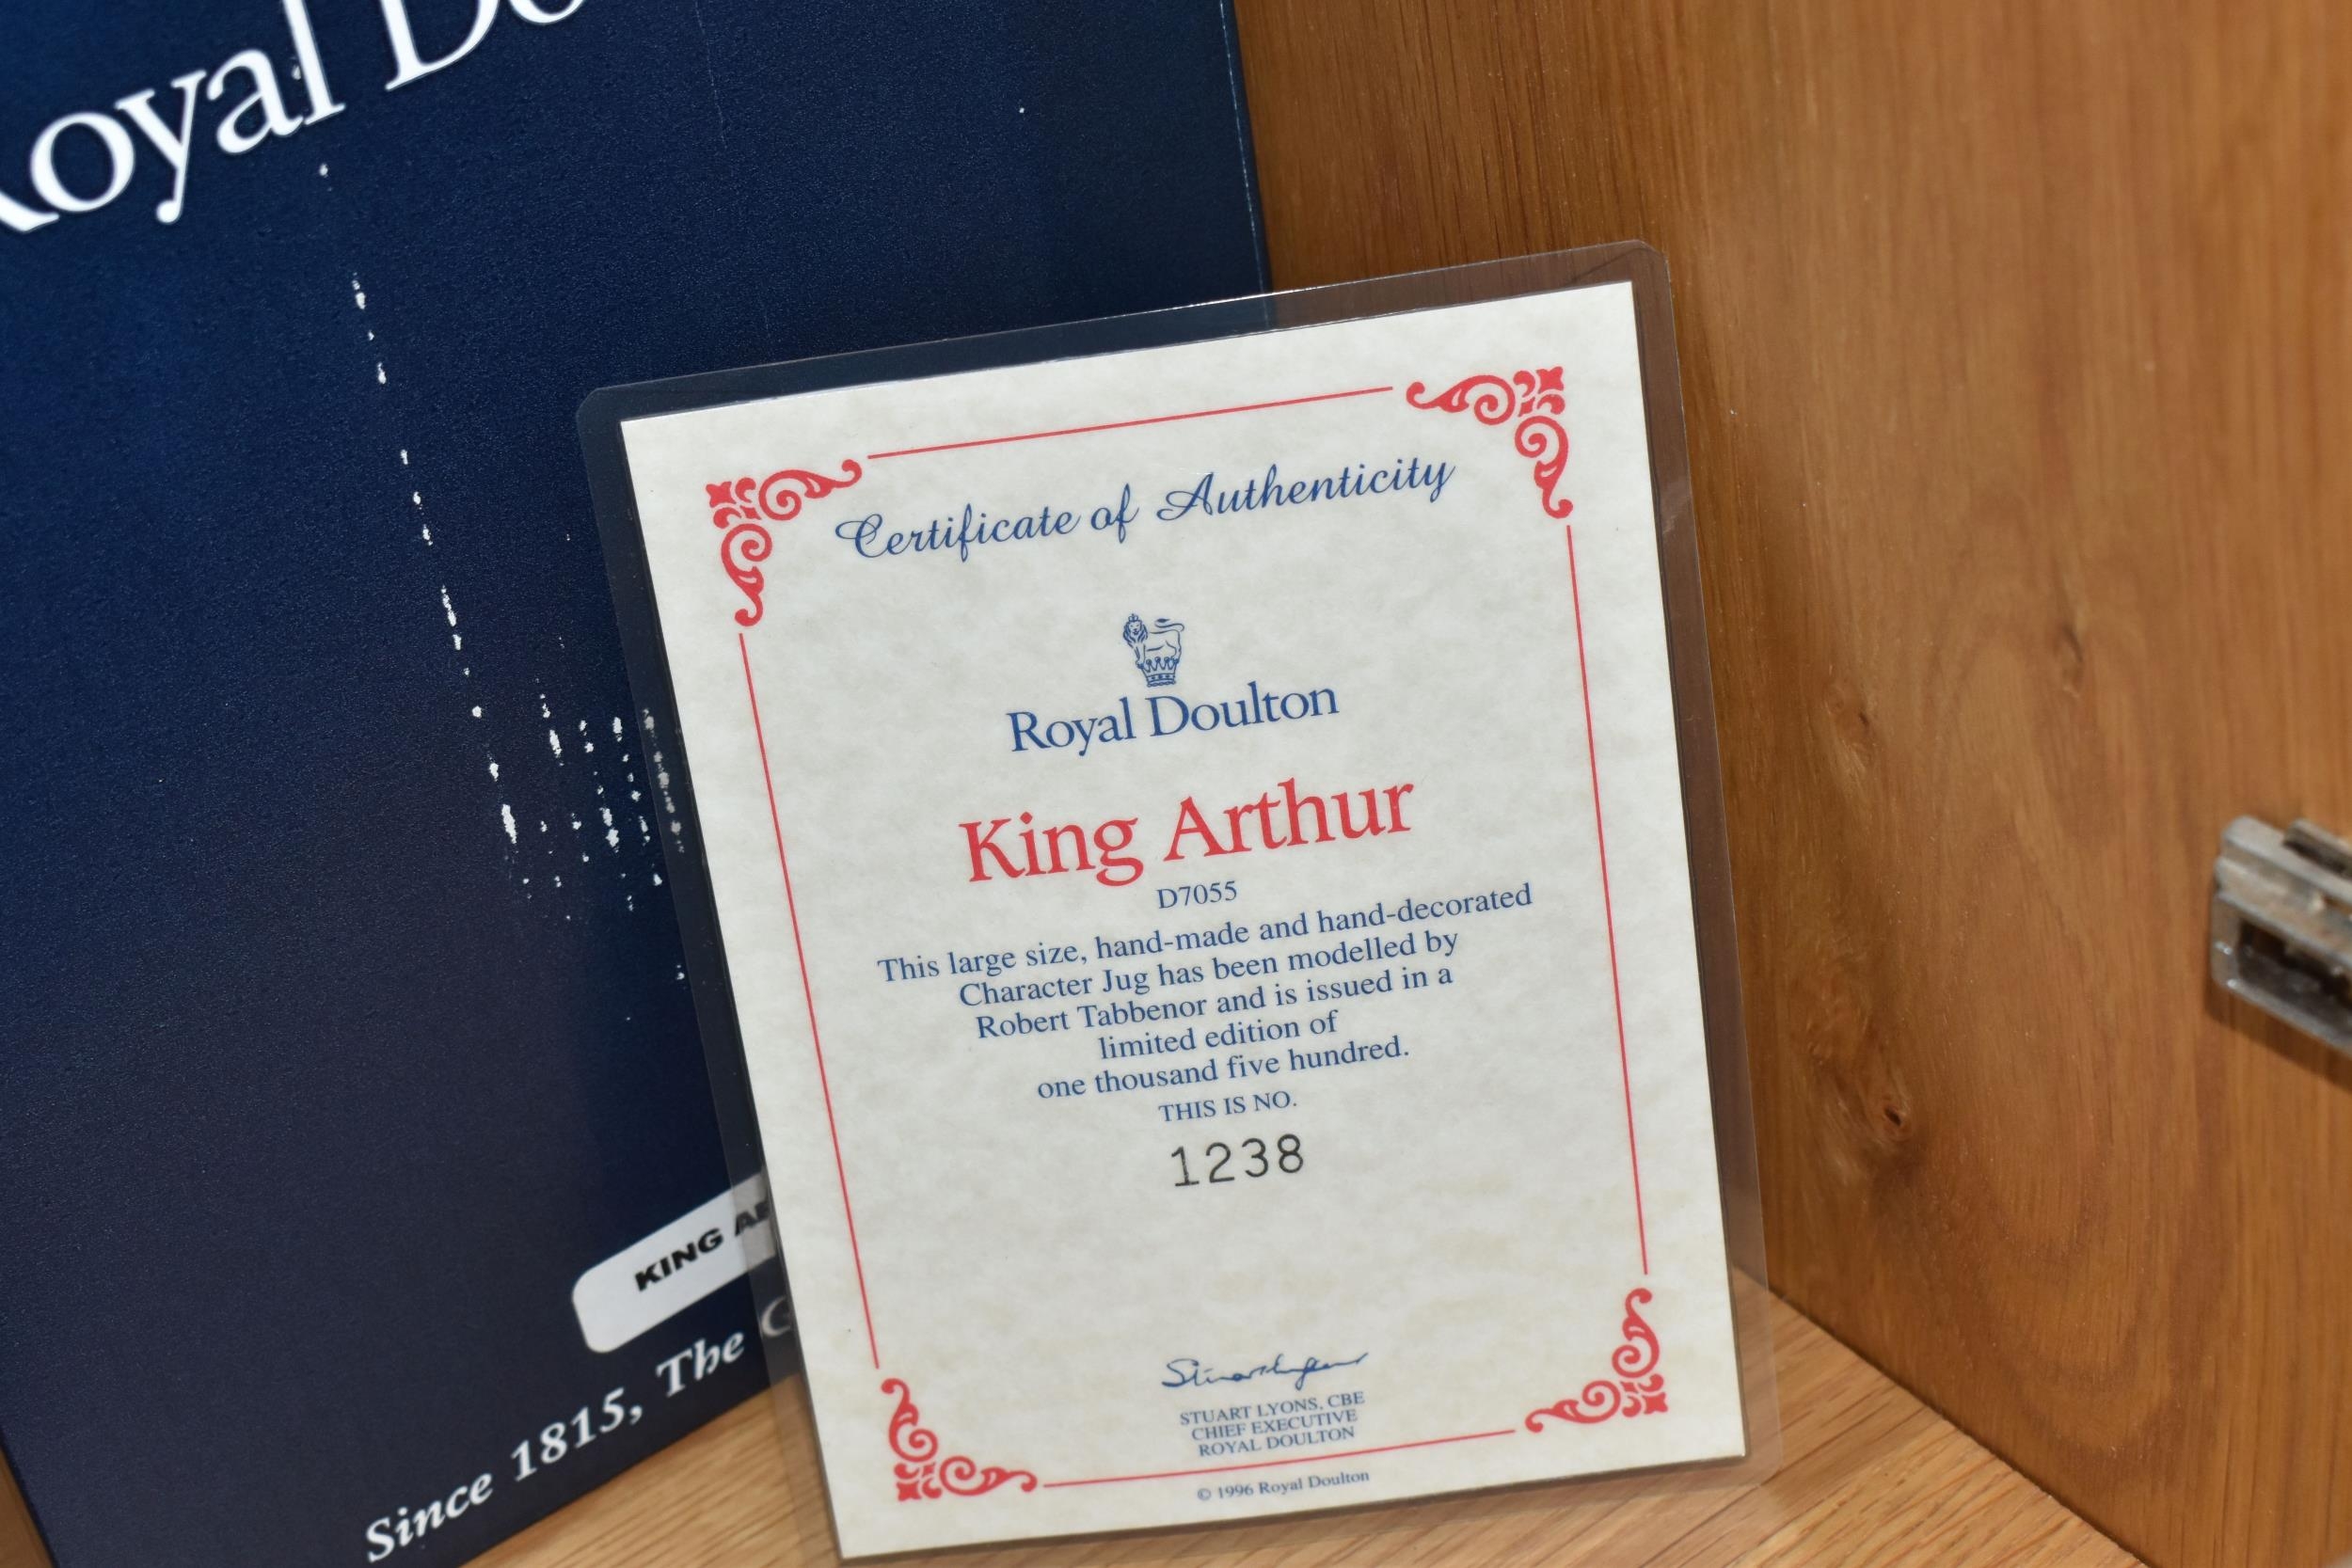 Royal
Certificate of Authenticity
Royal Doulton
King Arthur
D7055
This large size, hand-made and hand-decorated
Character Jug has been modelled by
Robert Tabbenor and is issued in a
limited edition of
one thousand five hundred.
THIS IS NO.
1238
STUART LYONS, CBE
CHIEF EXECUTIVE
ROYAL DOULTON
© 1996 Royal Doulton
KING
Since 1815, The